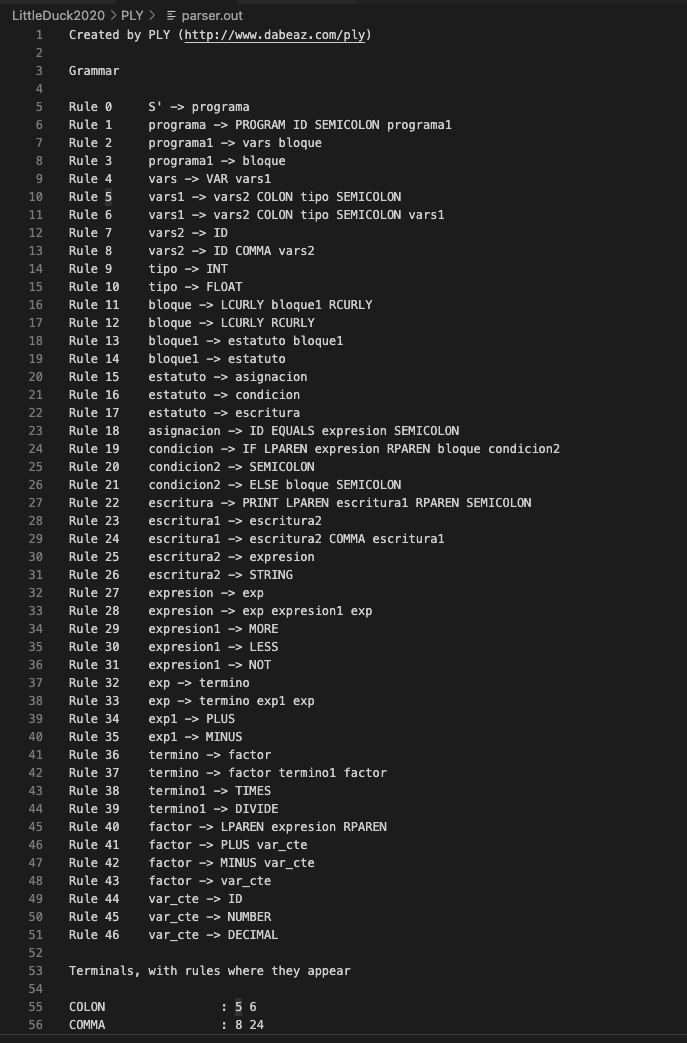 LittleDuck2020 > PLY > parser.out
1 Created by PLY (http://www.dabeaz.com/ply)
2
3 Grammar
4
5 Rule 0 S' -> programa
6 Rule 1 programa -> PROGRAM ID SEMICOLON programa1
7 Rule 2 programa1 -> vars bloque
8 Rule 3 programa1 -> bloque
9 Rule 4 vars -> VAR vars1
10 Rule 5 vars1 -> vars2 COLON tipo SEMICOLON
11 Rule 6 vars1 -> vars2 COLON tipo SEMICOLON vars1
12 Rule 7 vars2 -> ID
13 Rule 8 vars2 -> ID COMMA vars2
14 Rule 9 tipo -> INT
15 Rule 10 tipo -> FLOAT
16 Rule 11 bloque -> LCURLY bloque1 RCURLY
17 Rule 12 bloque -> LCURLY RCURLY
18 Rule 13 bloque1 -> estatuto bloque1
19 Rule 14 bloque1 -> estatuto
20 Rule 15 estatuto -> asignacion
21 Rule 16 estatuto -> condicion
22 Rule 17 estatuto -> escritura
23 Rule 18 asignacion -> ID EQUALS expresion SEMICOLON
24 Rule 19 condicion -> IF LPAREN expresion RPAREN bloque condicion2
25 Rule 20 condicion2 -> SEMICOLON
26 Rule 21 condicion2 -> ELSE bloque SEMICOLON
27 Rule 22 escritura -> PRINT LPAREN escritura1 RPAREN SEMICOLON
28 Rule 23 escritura1 -> escritura2
29 Rule 24 escritura1 -> escritura2 COMMA escritura1
30 Rule 25 escritura2 -> expresion
31 Rule 26 escritura2 -> STRING
32 Rule 27 expresion -> exp
33 Rule 28 expresion -> exp expresion1 exp
34 Rule 29 expresion1 -> MORE
35 Rule 30 expresion1 -> LESS
36 Rule 31 expresion1 -> NOT
37 Rule 32 exp -> termino
38 Rule 33 exp -> termino exp1 exp
39 Rule 34 exp1 -> PLUS
40 Rule 35 exp1 -> MINUS
41 Rule 36 termino -> factor
42 Rule 37 termino -> factor termino1 factor
43 Rule 38 termino1 -> TIMES
44 Rule 39 termino1 -> DIVIDE
45 Rule 40 factor -> LPAREN expresion RPAREN
46 Rule 41 factor -> PLUS var_cte
47 Rule 42 factor -> MINUS var_cte
48 Rule 43 factor -> var_cte
49 Rule 44 var_cte -> ID
50 Rule 45 var_cte -> NUMBER
51 Rule 46 var_cte -> DECIMAL
52
53 Terminals, with rules where they appear
54
55 COLON : 5 6
56 COMMA : 8 24